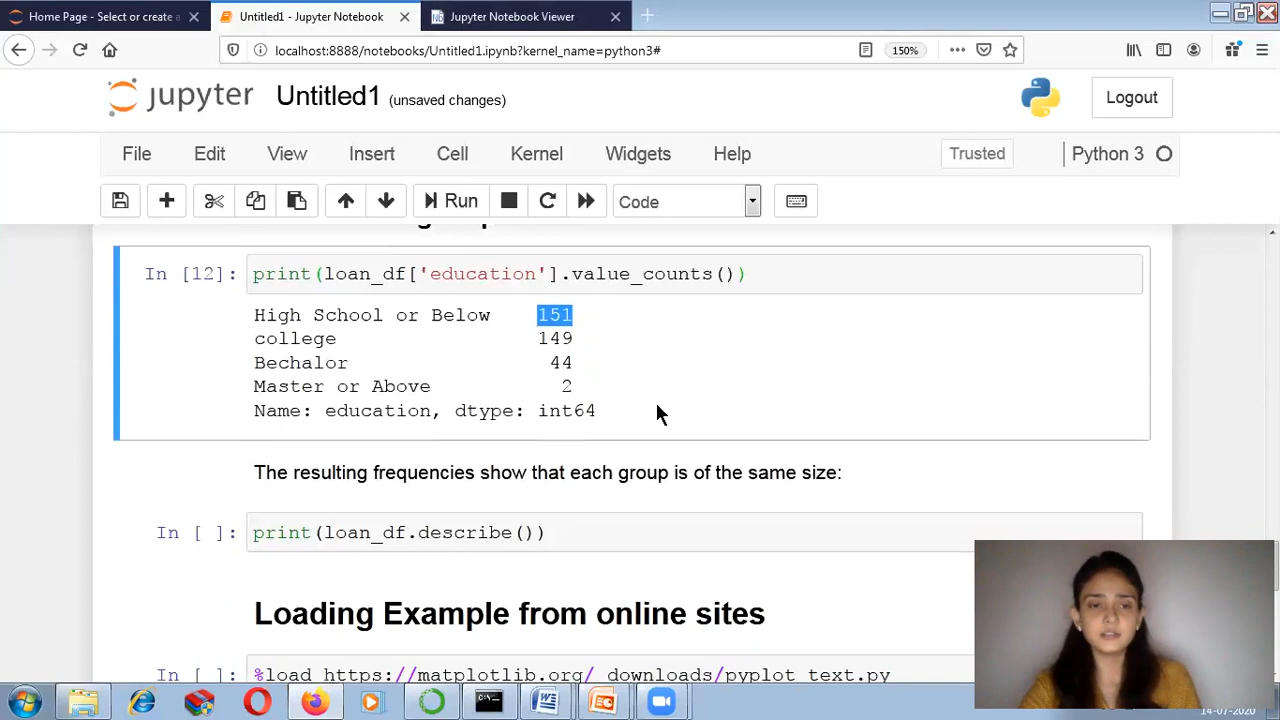 Home Page - Select or create a
Untitled1 - Jupyter Notebook
Jupyter Notebook Viewer
localhost:8888/notebooks/Untitled1.ipynb?kernel_name=python3#
150%
jupyter Untitled1 (unsaved changes)
Logout
File Edit View Insert Cell Kernel Widgets Help
Trusted
Python 3
Run
Code
In [12]: print(loan_df['education'].value_counts())
High School or Below 151
college 149
Bechalor 44
Master or Above 2
Name: education, dtype: int64
The resulting frequencies show that each group is of the same size:
In [ ]: print(loan_df.describe())
Loading Example from online sites
In [ ]: %load https://matplotlib.org/_downloads/pyplot_text.py
14-07-2020